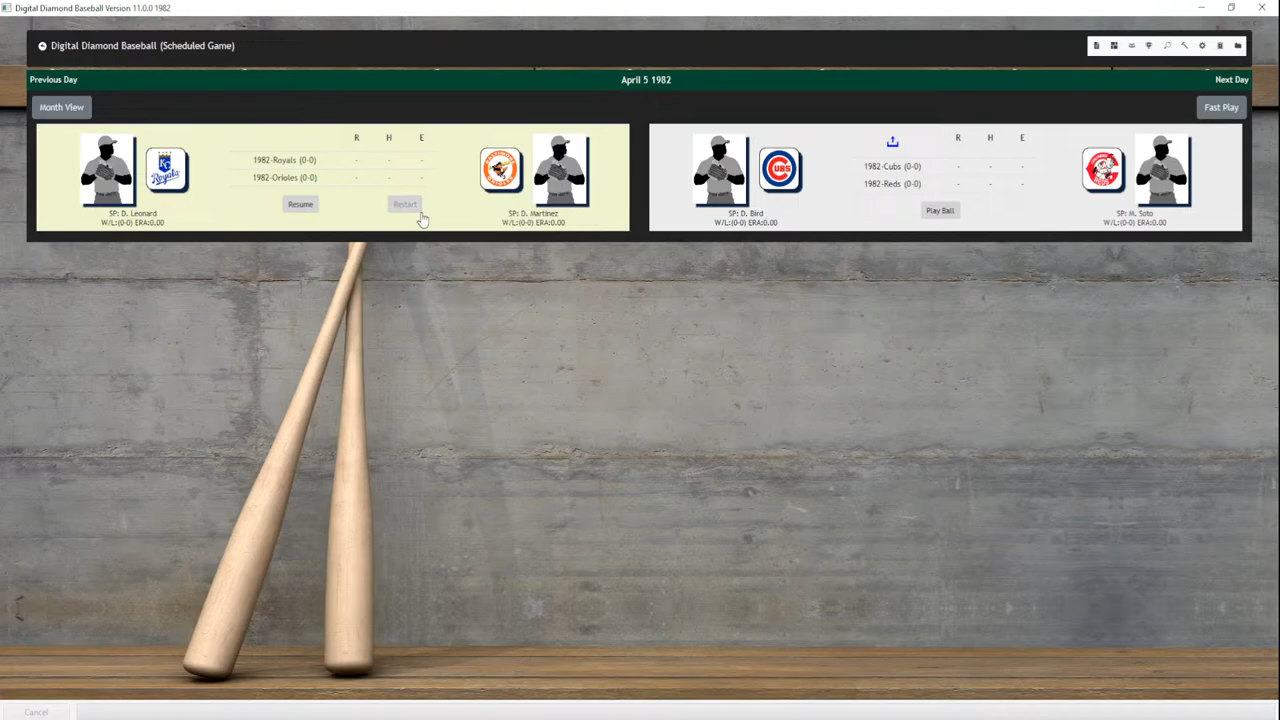 Digital Diamond Baseball Version 11.0.0 1982
Digital Diamond Baseball (Scheduled Game)
Previous Day
April 5 1982
Next Day
Month View
Fast Play
R H E
1982-Royals (0-0) - - -
1982-Orioles (0-0) - - -
Resume
Restart
KC
Royals
SP: D. Leonard
W/L:(0-0) ERA:0.00
SP: D. Martinez
W/L:(0-0) ERA:0.00
R H E
1982-Cubs (0-0) - - -
1982-Reds (0-0) - - -
Play Ball
CUBS
SP: D. Bird
W/L:(0-0) ERA:0.00
SP: M. Soto
W/L:(0-0) ERA:0.00
Cancel